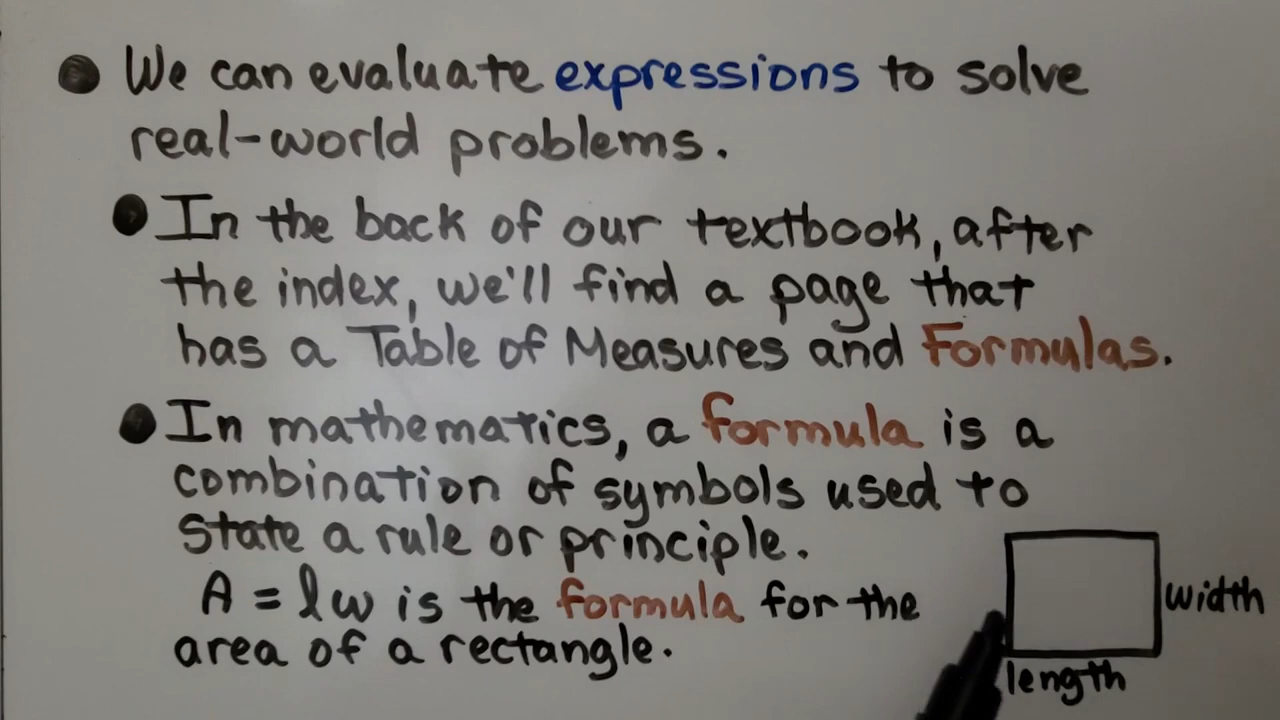 We can evaluate expressions to solve
real-world problems.
In the back of our textbook, after
the index, we'll find a page that
has a Table of Measures and Formulas.
In mathematics, a formula is a
combination of symbols used to
state a rule or principle.
A = lw is the formula for the
area of a rectangle.
width
length